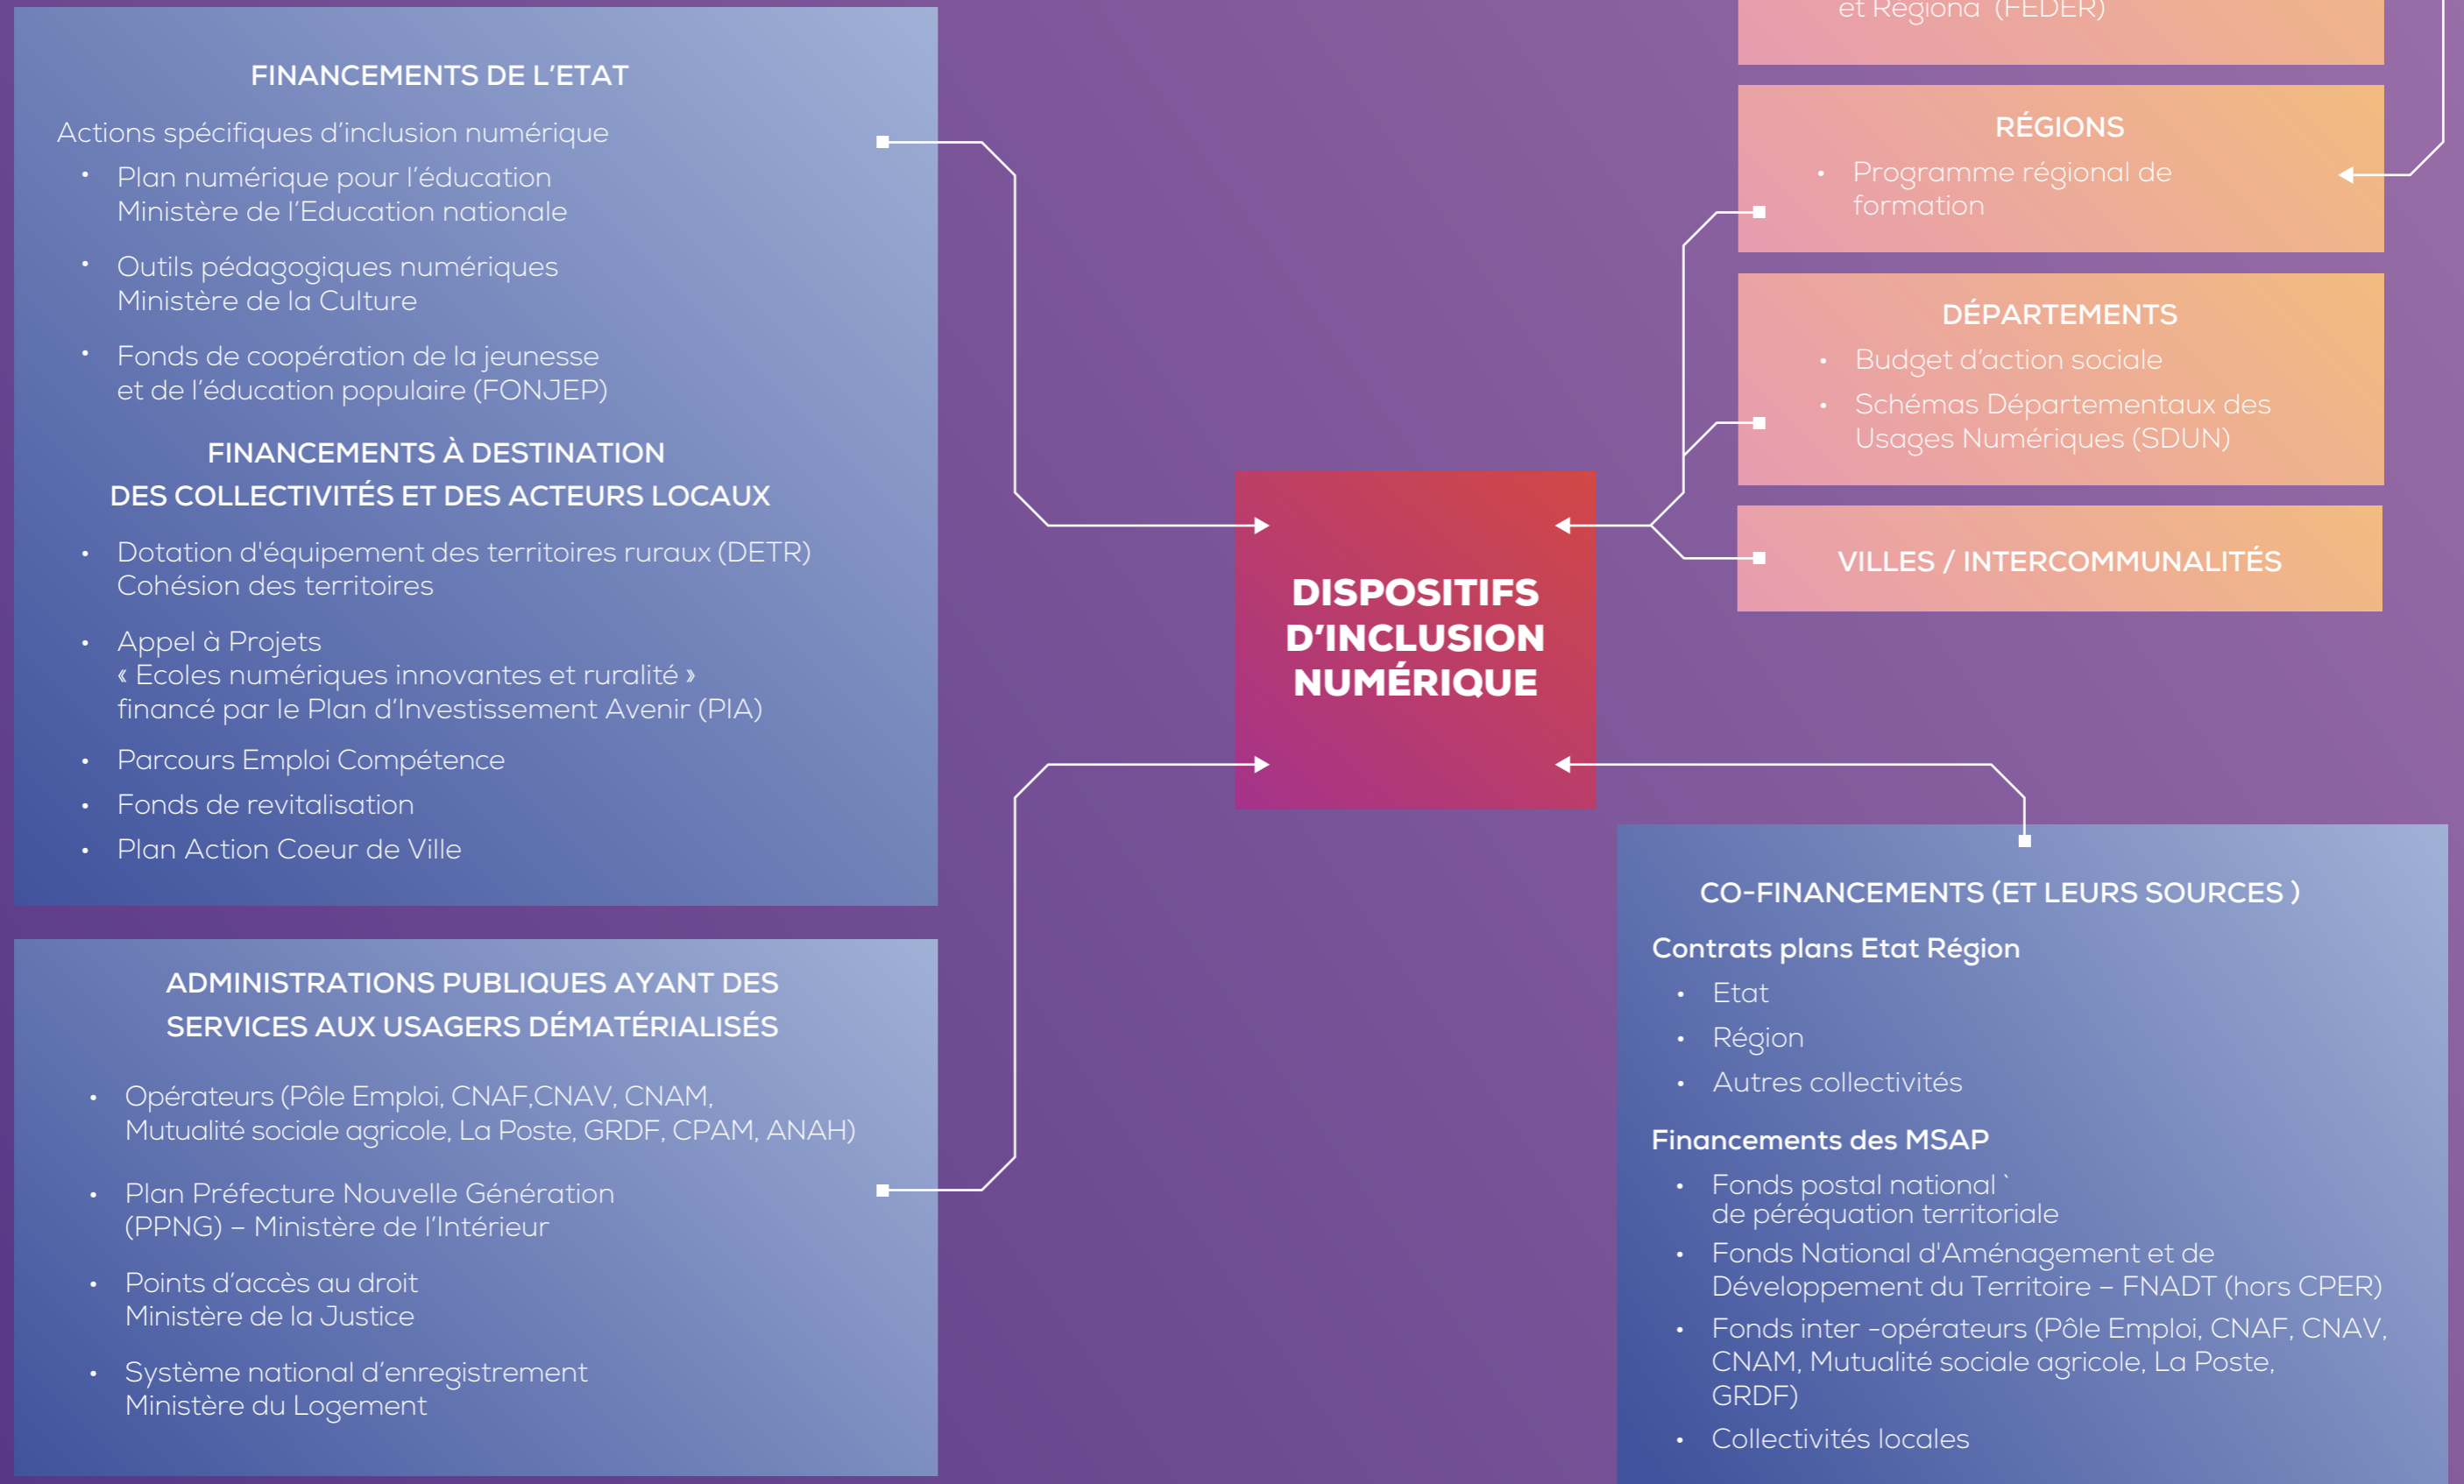 FINANCEMENTS DE L'ETAT
Actions spécifiques d'inclusion numérique
• Plan numérique pour l'éducation
Ministère de l'Education nationale
• Outils pédagogiques numériques
Ministère de la Culture
• Fonds de coopération de la jeunesse
et de l'éducation populaire (FONJEP)
FINANCEMENTS À DESTINATION
DES COLLECTIVITÉS ET DES ACTEURS LOCAUX
• Dotation d'équipement des territoires ruraux (DETR)
Cohésion des territoires
• Appel à Projets
« Ecoles numériques innovantes et ruralité »
financé par le Plan d'Investissement Avenir (PIA)
• Parcours Emploi Compétence
• Fonds de revitalisation
• Plan Action Coeur de Ville
ADMINISTRATIONS PUBLIQUES AYANT DES
SERVICES AUX USAGERS DÉMATÉRIALISÉS
• Opérateurs (Pôle Emploi, CNAF,CNAV, CNAM,
Mutualité sociale agricole, La Poste, GRDF, CPAM, ANAH)
• Plan Préfecture Nouvelle Génération
(PPNG) – Ministère de l'Intérieur
• Points d'accès au droit
Ministère de la Justice
• Système national d'enregistrement
Ministère du Logement
DISPOSITIFS
D'INCLUSION
NUMÉRIQUE
et Régiona (FEDER)
RÉGIONS
• Programme régional de
formation
DÉPARTEMENTS
• Budget d'action sociale
• Schémas Départementaux des
Usages Numériques (SDUN)
VILLES / INTERCOMMUNALITÉS
CO-FINANCEMENTS (ET LEURS SOURCES )
Contrats plans Etat Région
• Etat
• Région
• Autres collectivités
Financements des MSAP
• Fonds postal national `
de péréquation territoriale
• Fonds National d'Aménagement et de
Développement du Territoire – FNADT (hors CPER)
• Fonds inter -opérateurs (Pôle Emploi, CNAF, CNAV,
CNAM, Mutualité sociale agricole, La Poste,
GRDF)
• Collectivités locales